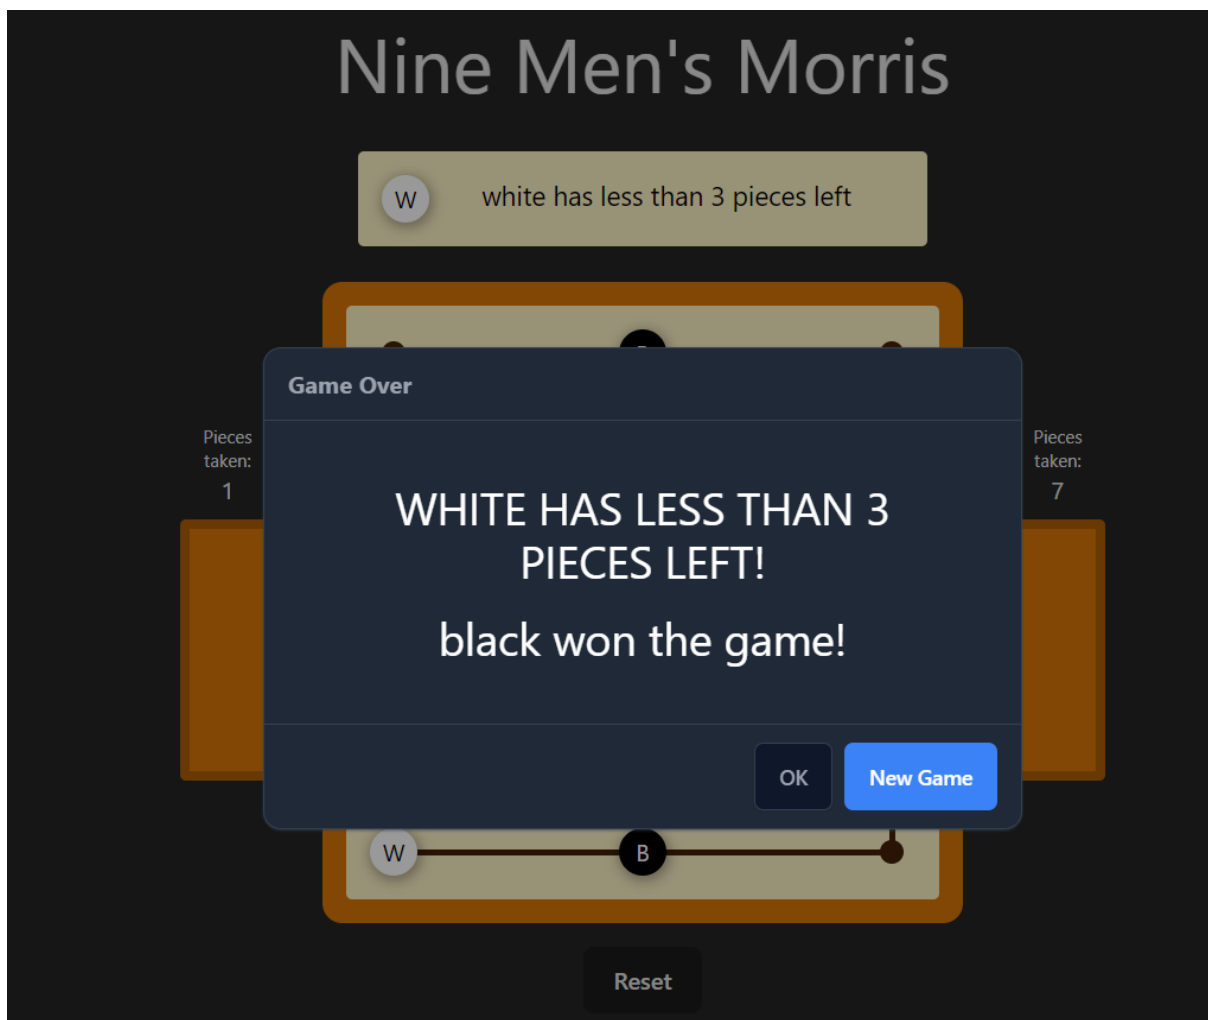 Nine Men's Morris
W
white has less than 3 pieces left
Game Over
Pieces
taken:
1
Pieces
taken:
7
WHITE HAS LESS THAN 3
PIECES LEFT!
black won the game!
OK
New Game
W
B
Reset